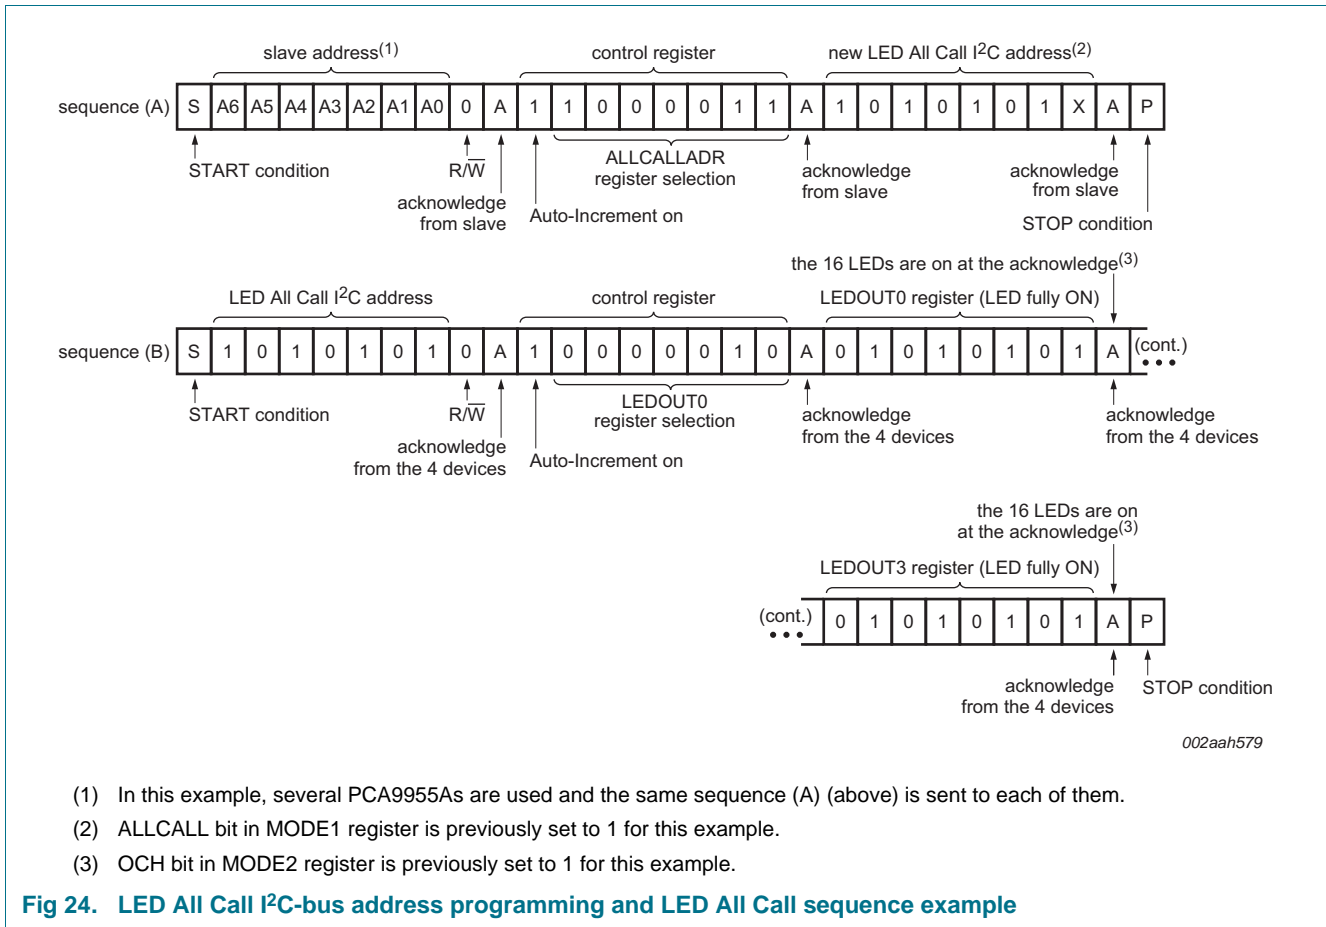 slave address(1) control register new LED All Call I2C address(2)
sequence (A) S A6 A5 A4 A3 A2 A1 A0 0 A 1 1 0 0 0 0 1 1 A 1 0 1 0 1 0 1 X A P
START condition R/W̅ ALLCALLADR register selection acknowledge from slave acknowledge from slave
acknowledge from slave Auto-Increment on STOP condition
the 16 LEDs are on at the acknowledge(3)
LED All Call I2C address control register LEDOUT0 register (LED fully ON)
sequence (B) S 1 0 1 0 1 0 1 0 A 1 0 0 0 0 0 1 0 A 0 1 0 1 0 1 0 1 A (cont.)
START condition R/W̅ LEDOUT0 register selection acknowledge from the 4 devices acknowledge from the 4 devices
acknowledge from the 4 devices Auto-Increment on
the 16 LEDs are on
at the acknowledge(3)
LEDOUT3 register (LED fully ON)
(cont.) 0 1 0 1 0 1 0 1 A P
acknowledge from the 4 devices STOP condition
002aah579
(1) In this example, several PCA9955As are used and the same sequence (A) (above) is sent to each of them.
(2) ALLCALL bit in MODE1 register is previously set to 1 for this example.
(3) OCH bit in MODE2 register is previously set to 1 for this example.
Fig 24. LED All Call I2C-bus address programming and LED All Call sequence example